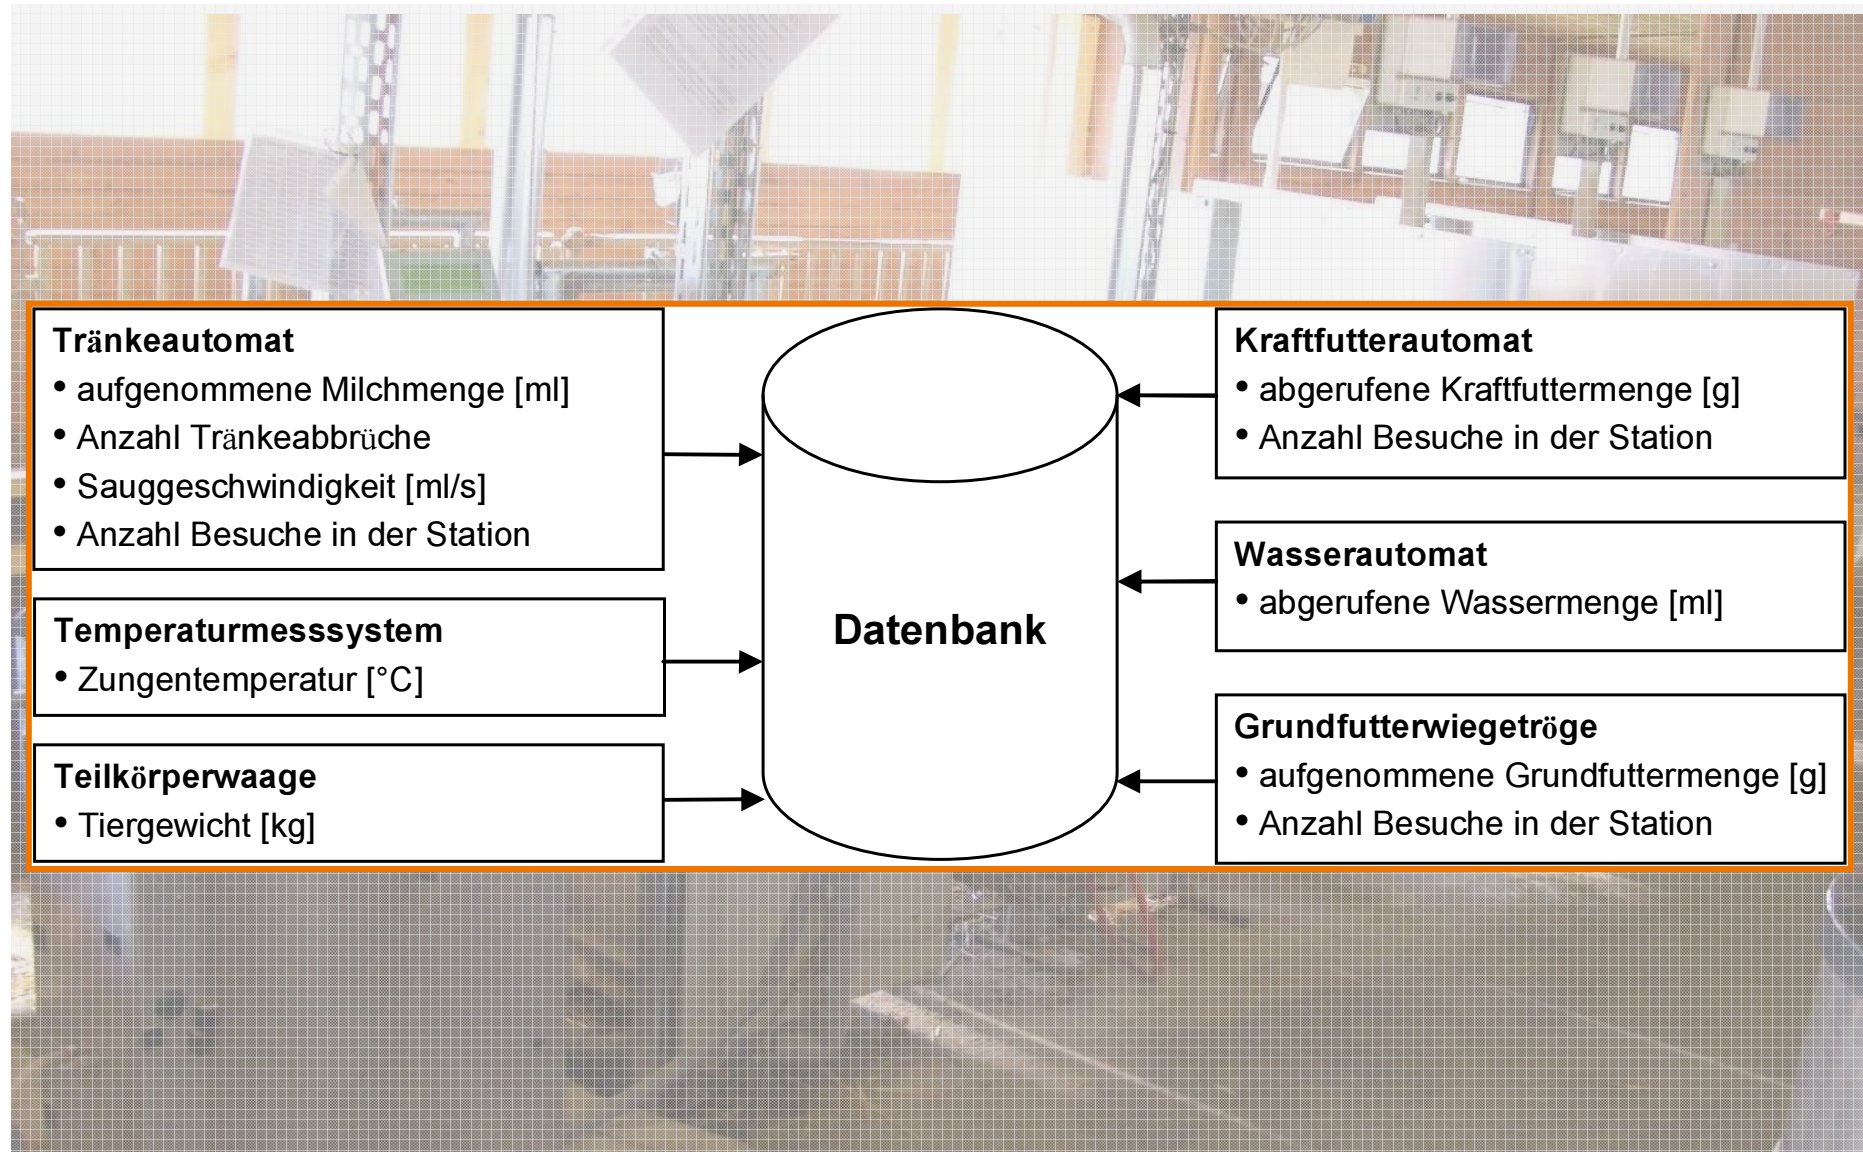 Tränkeautomat
• aufgenommene Milchmenge [ml]
• Anzahl Tränkeabbrüche
• Sauggeschwindigkeit [ml/s]
• Anzahl Besuche in der Station
Temperaturmesssystem
• Zungentemperatur [°C]
Teilkörperwaage
• Tiergewicht [kg]
Datenbank
Kraftfutterautomat
• abgerufene Kraftfuttermenge [g]
• Anzahl Besuche in der Station
Wasserautomat
• abgerufene Wassermenge [ml]
Grundfutterwiegetröge
• aufgenommene Grundfuttermenge [g]
• Anzahl Besuche in der Station